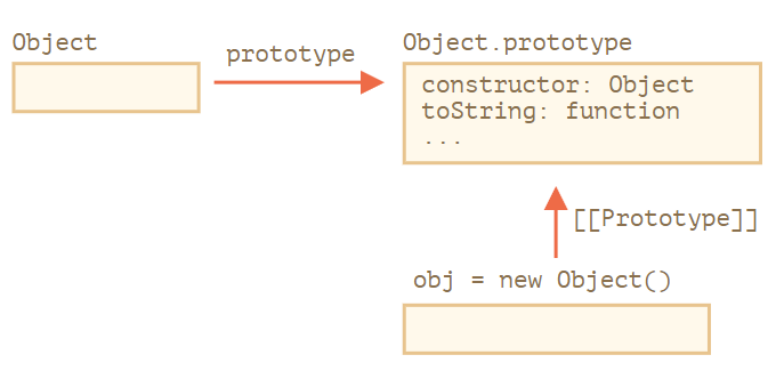 Object
prototype
Object.prototype
constructor: Object
toString: function
...
[[Prototype]]
obj = new Object()